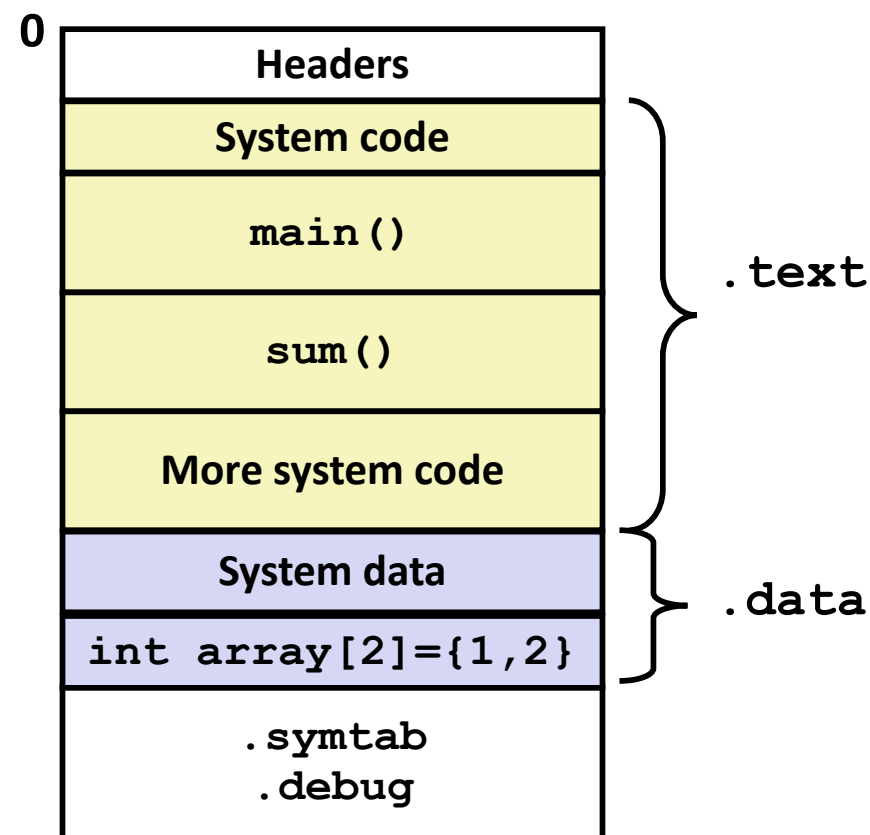 0
Headers
System code
main()
.text
sum()
More system code
System data
.data
int array[2]={1,2}
.symtab
.debug